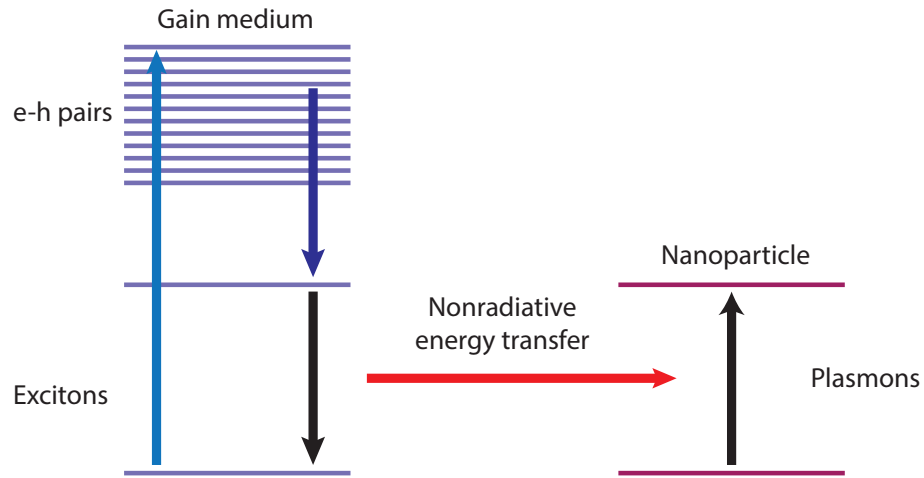 Gain medium
e-h pairs
Nanoparticle
Nonradiative
energy transfer
Excitons
Plasmons